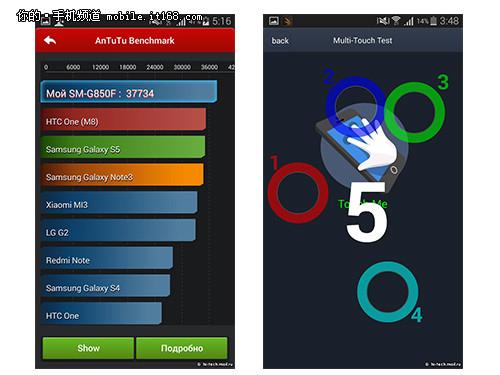 你的·手机频道 mobile.it168.com
47% 5:16
AnTuTu Benchmark
0 6000 12000 18000 24000 30000 36000 42
Мой SM-G850F : 37734
HTC One (M8)
Samsung Galaxy S5
Samsung Galaxy Note3
Xiaomi MI3
LG G2
Redmi Note
Samsung Galaxy S4
HTC One
Show
Подробно
14% 3:48
back
Multi-Touch Test
2
3
1
Touch Me
5
4